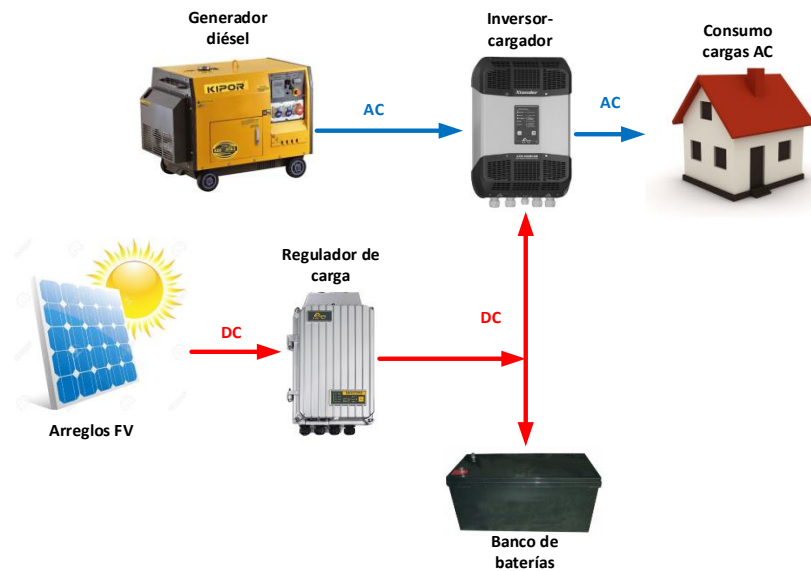 Generador
diésel
Inversor-
cargador
Consumo
cargas AC
KIPOR
Xtender
AC
AC
Regulador de
carga
DC
DC
Arreglos FV
Banco de
baterías